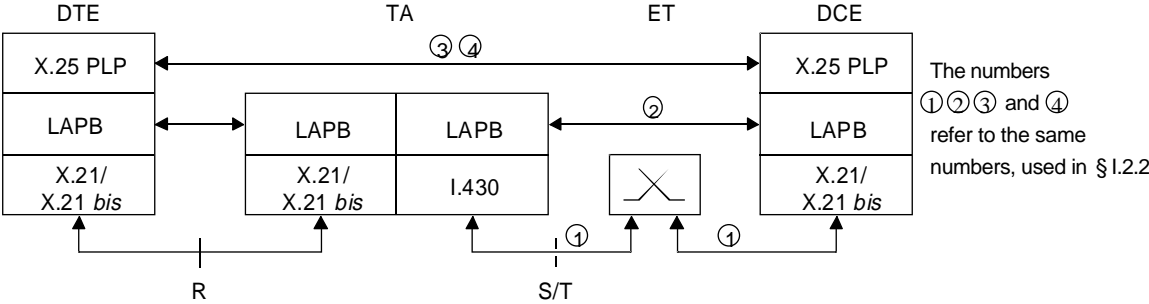 DTE TA ET DCE
③ ④
X.25 PLP X.25 PLP
The numbers
①②③ and ④
refer to the same
numbers, used in § I.2.2
②
LAPB LAPB LAPB LAPB
X.21/ X.21/ X.21/
X.21 bis X.21 bis I.430 X.21 bis
① ①
R S/T